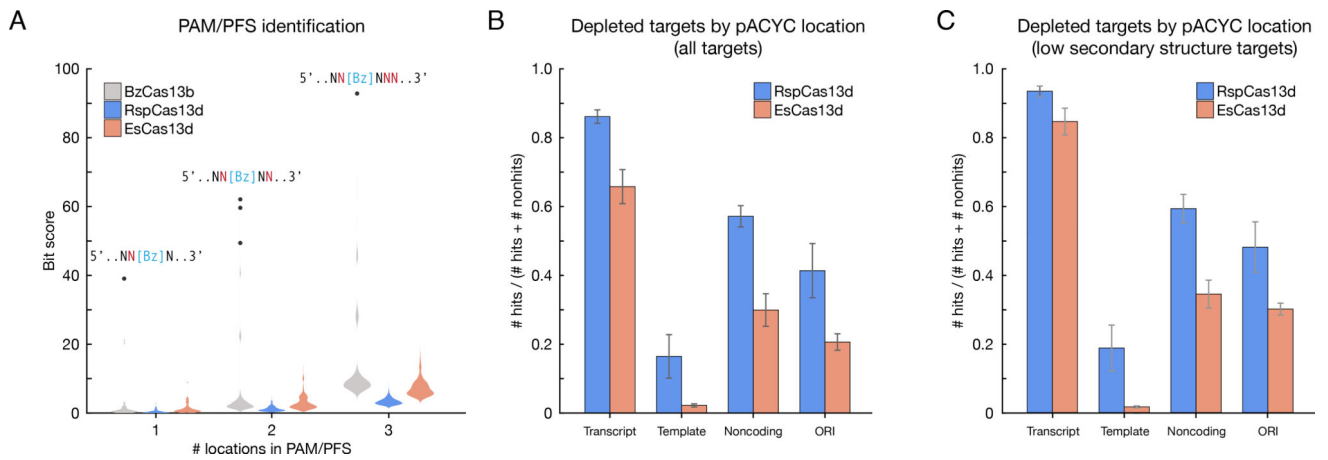 A
PAM/PFS identification
100
80
60
40
20
0
Bit score
BzCas13b
RspCas13d
EsCas13d
5'..NN[Bz]N..3'
5'..NN[Bz]NN..3'
5'..NN[Bz]NNN..3'
1
2
3
# locations in PAM/PFS
B
Depleted targets by pACYC location
(all targets)
1.0
0.8
0.6
0.4
0.2
0
# hits / (# hits + # nonhits)
RspCas13d
EsCas13d
Transcript
Template
Noncoding
ORI
C
Depleted targets by pACYC location
(low secondary structure targets)
1.0
0.8
0.6
0.4
0.2
0
# hits / (# hits + # nonhits)
RspCas13d
EsCas13d
Transcript
Template
Noncoding
ORI